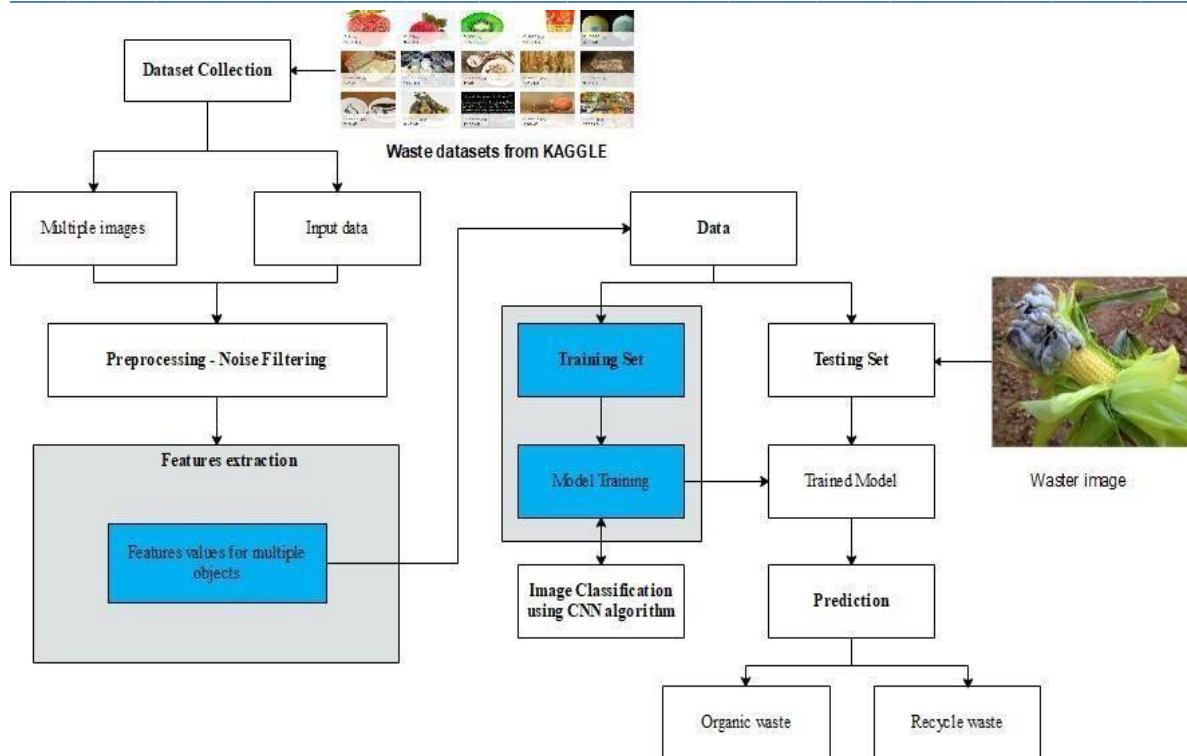 Dataset Collection
Waste datasets from KAGGLE
Multiple images
Input data
Data
Preprocessing - Noise Filtering
Training Set
Testing Set
Features extraction
Model Training
Trained Model
Waster image
Features values for multiple
objects
Image Classification
using CNN algorithm
Prediction
Organic waste
Recycle waste